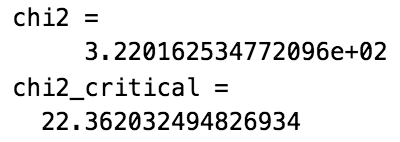 chi2 =
3.220162534772096e+02
chi2_critical =
22.362032494826934